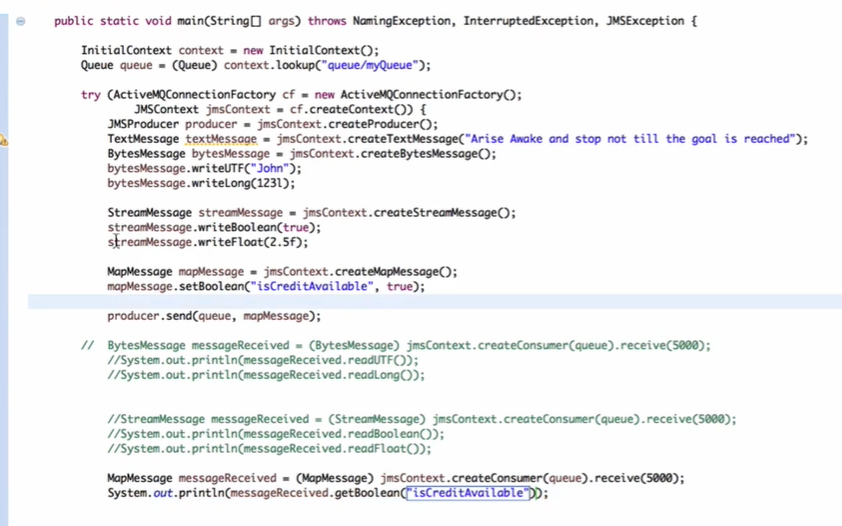 public static void main(String[] args) throws NamingException, InterruptedException, JMSException {
InitialContext context = new InitialContext();
Queue queue = (Queue) context.lookup("queue/myQueue");
try (ActiveMQConnectionFactory cf = new ActiveMQConnectionFactory();
JMSContext jmsContext = cf.createContext()) {
JMSProducer producer = jmsContext.createProducer();
TextMessage textMessage = jmsContext.createTextMessage("Arise Awake and stop not till the goal is reached");
BytesMessage bytesMessage = jmsContext.createBytesMessage();
bytesMessage.writeUTF("John");
bytesMessage.writeLong(123l);
StreamMessage streamMessage = jmsContext.createStreamMessage();
streamMessage.writeBoolean(true);
streamMessage.writeFloat(2.5f);
MapMessage mapMessage = jmsContext.createMapMessage();
mapMessage.setBoolean("isCreditAvailable", true);
producer.send(queue, mapMessage);
// BytesMessage messageReceived = (BytesMessage) jmsContext.createConsumer(queue).receive(5000);
//System.out.println(messageReceived.readUTF());
//System.out.println(messageReceived.readLong());
//StreamMessage messageReceived = (StreamMessage) jmsContext.createConsumer(queue).receive(5000);
//System.out.println(messageReceived.readBoolean());
//System.out.println(messageReceived.readFloat());
MapMessage messageReceived = (MapMessage) jmsContext.createConsumer(queue).receive(5000);
System.out.println(messageReceived.getBoolean("isCreditAvailable"));